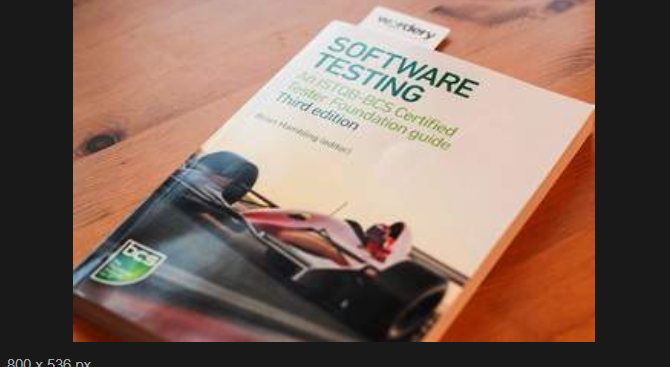 wordery
SOFTWARE
TESTING
An ISTQB-BCS Certified
Tester Foundation guide
Third edition
Brian Hambling (editor)
bcs
800 x 536 px